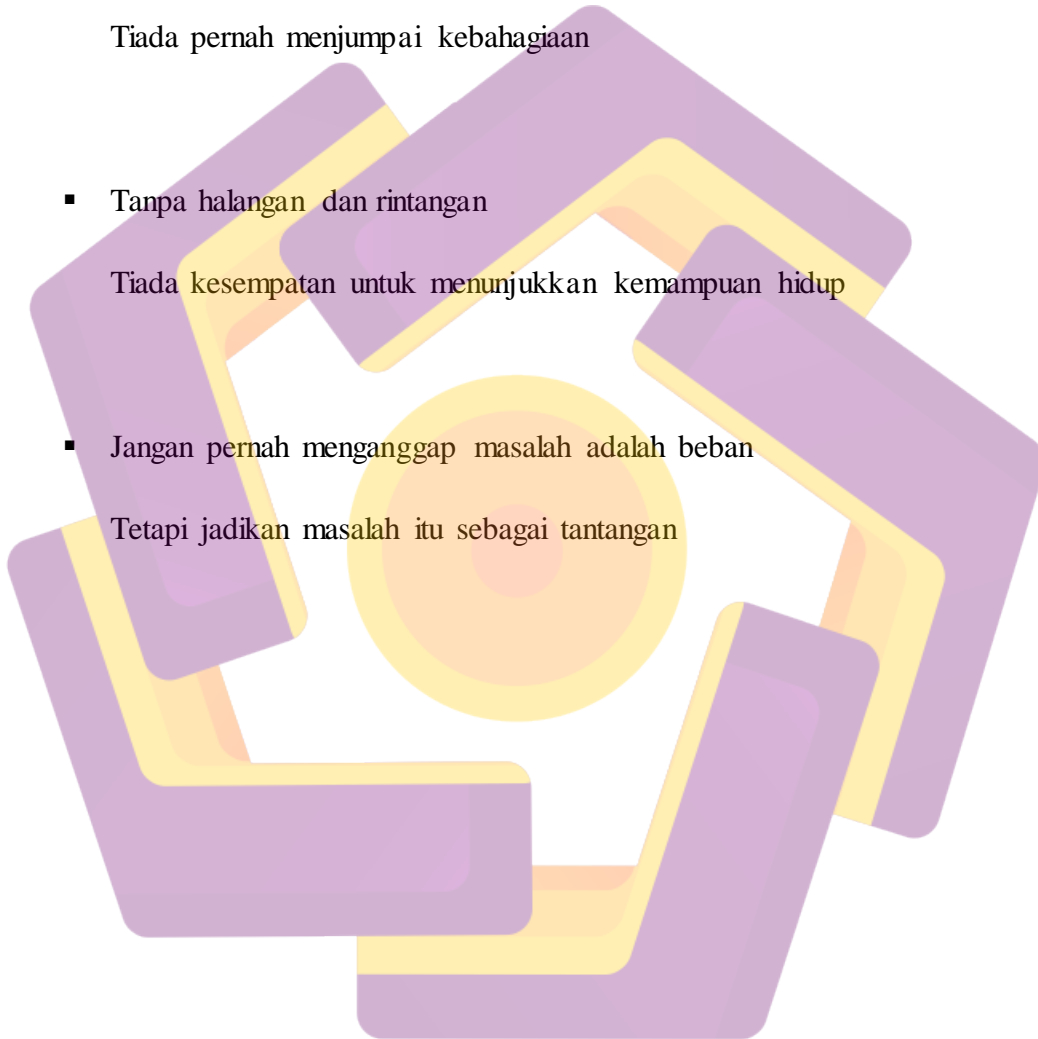 Tiada pernah menjumpai kebahagiaan
▪ Tanpa halangan dan rintangan
Tiada kesempatan untuk menunjukkan kemampuan hidup
▪ Jangan pernah menganggap masalah adalah beban
Tetapi jadikan masalah itu sebagai tantangan